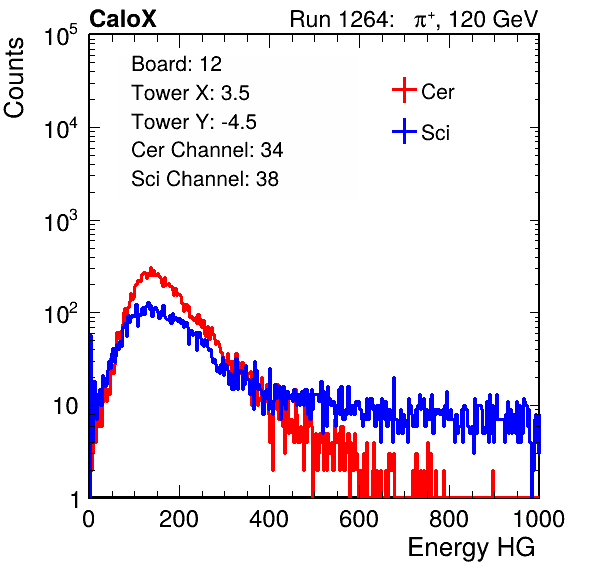 CaloX Run 1264: π⁺, 120 GeV
Counts
Board: 12
Tower X: 3.5
Tower Y: -4.5
Cer Channel: 34
Sci Channel: 38
Cer
Sci
10⁵
10⁴
10³
10²
10
1
0 200 400 600 800 1000
Energy HG